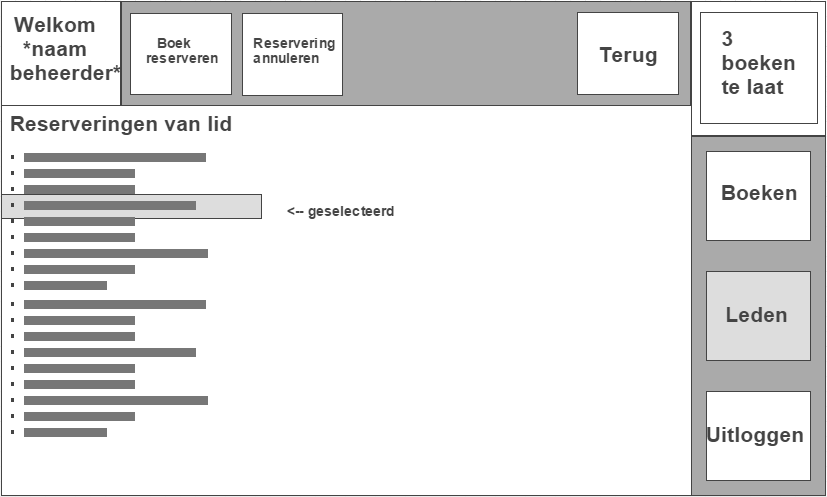 Welkom
*naam
beheerder*
Boek
reserveren
Reservering
annuleren
Terug
3
boeken
te laat
Reserveringen van lid
<-- geselecteerd
Boeken
Leden
Uitloggen